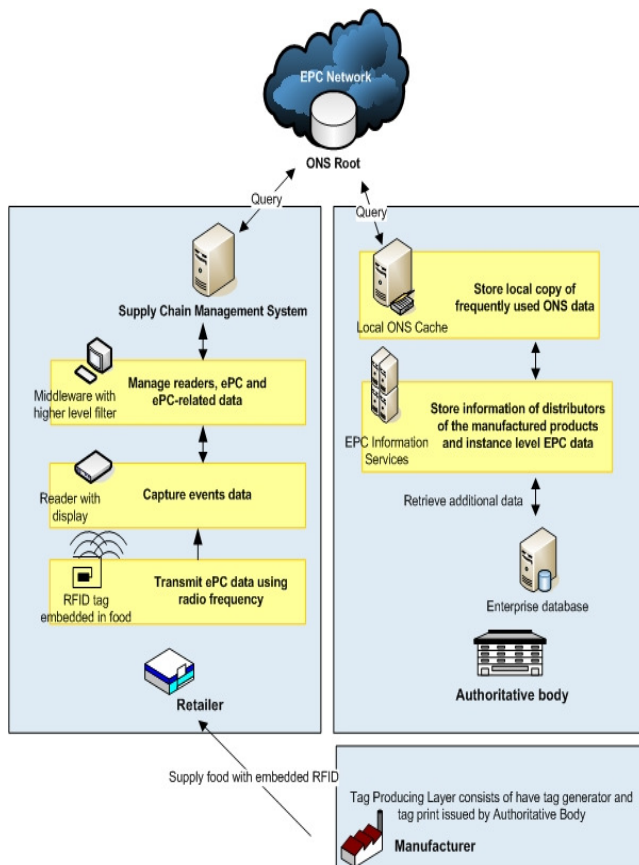 EPC Network
ONS Root
Query
Query
Supply Chain Management System
Middleware with
higher level filter
Manage readers, ePC and
ePC-related data
Reader with
display
Capture events data
RFID tag
embedded in food
Transmit ePC data using
radio frequency
Retailer
Local ONS Cache
Store local copy of
frequently used ONS data
EPC Information
Services
Store information of distributors
of the manufactured products
and instance level EPC data
Retrieve additional data
Enterprise database
Authoritative body
Supply food with embedded RFID
Tag Producing Layer consists of have tag generator and
tag print issued by Authoritative Body
Manufacturer